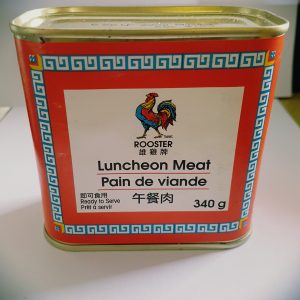 ROOSTER
雄雞牌
Luncheon Meat
Pain de viande
即可食用
Ready to Serve
Prêt à servir
午餐肉
340 g